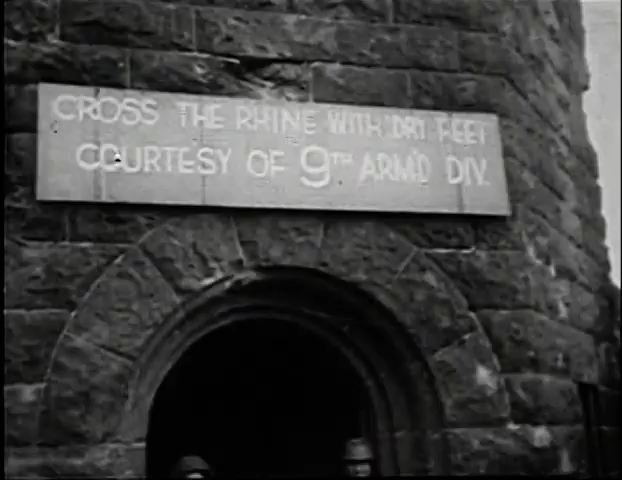 CROSS THE RHINE WITH DRY FEET
COURTESY OF 9TH ARM'D DIV.